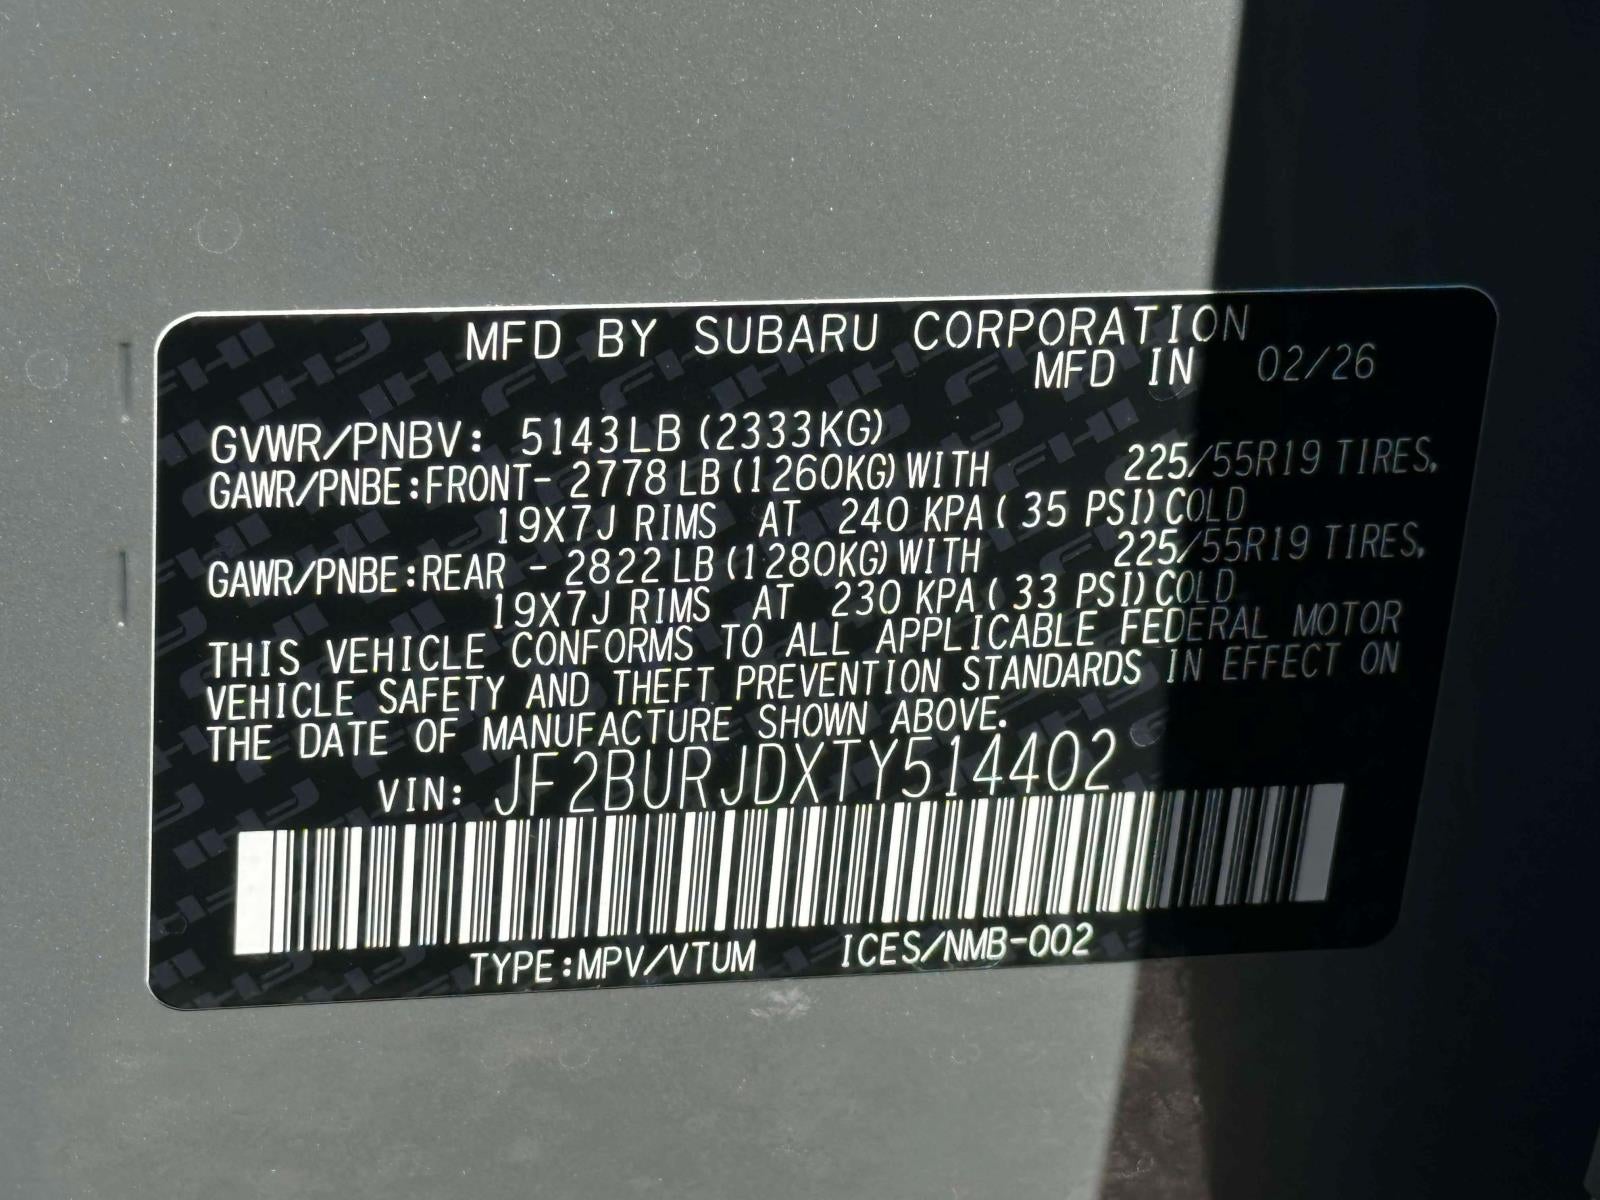 MFD BY SUBARU CORPORATION
MFD IN 02/26
GVWR/PNBV: 5143LB (2333KG)
GAWR/PNBE:FRONT- 2778 LB (1260KG) WITH 225/55R19 TIRES,
19X7J RIMS AT 240 KPA ( 35 PSI) COLD
GAWR/PNBE:REAR - 2822 LB (1280KG) WITH 225/55R19 TIRES,
19X7J RIMS AT 230 KPA ( 33 PSI) COLD
THIS VEHICLE CONFORMS TO ALL APPLICABLE FEDERAL MOTOR
VEHICLE SAFETY AND THEFT PREVENTION STANDARDS IN EFFECT ON
THE DATE OF MANUFACTURE SHOWN ABOVE.
VIN: JF2BURJDXTY514402
TYPE:MPV/VTUM ICES/NMB-002